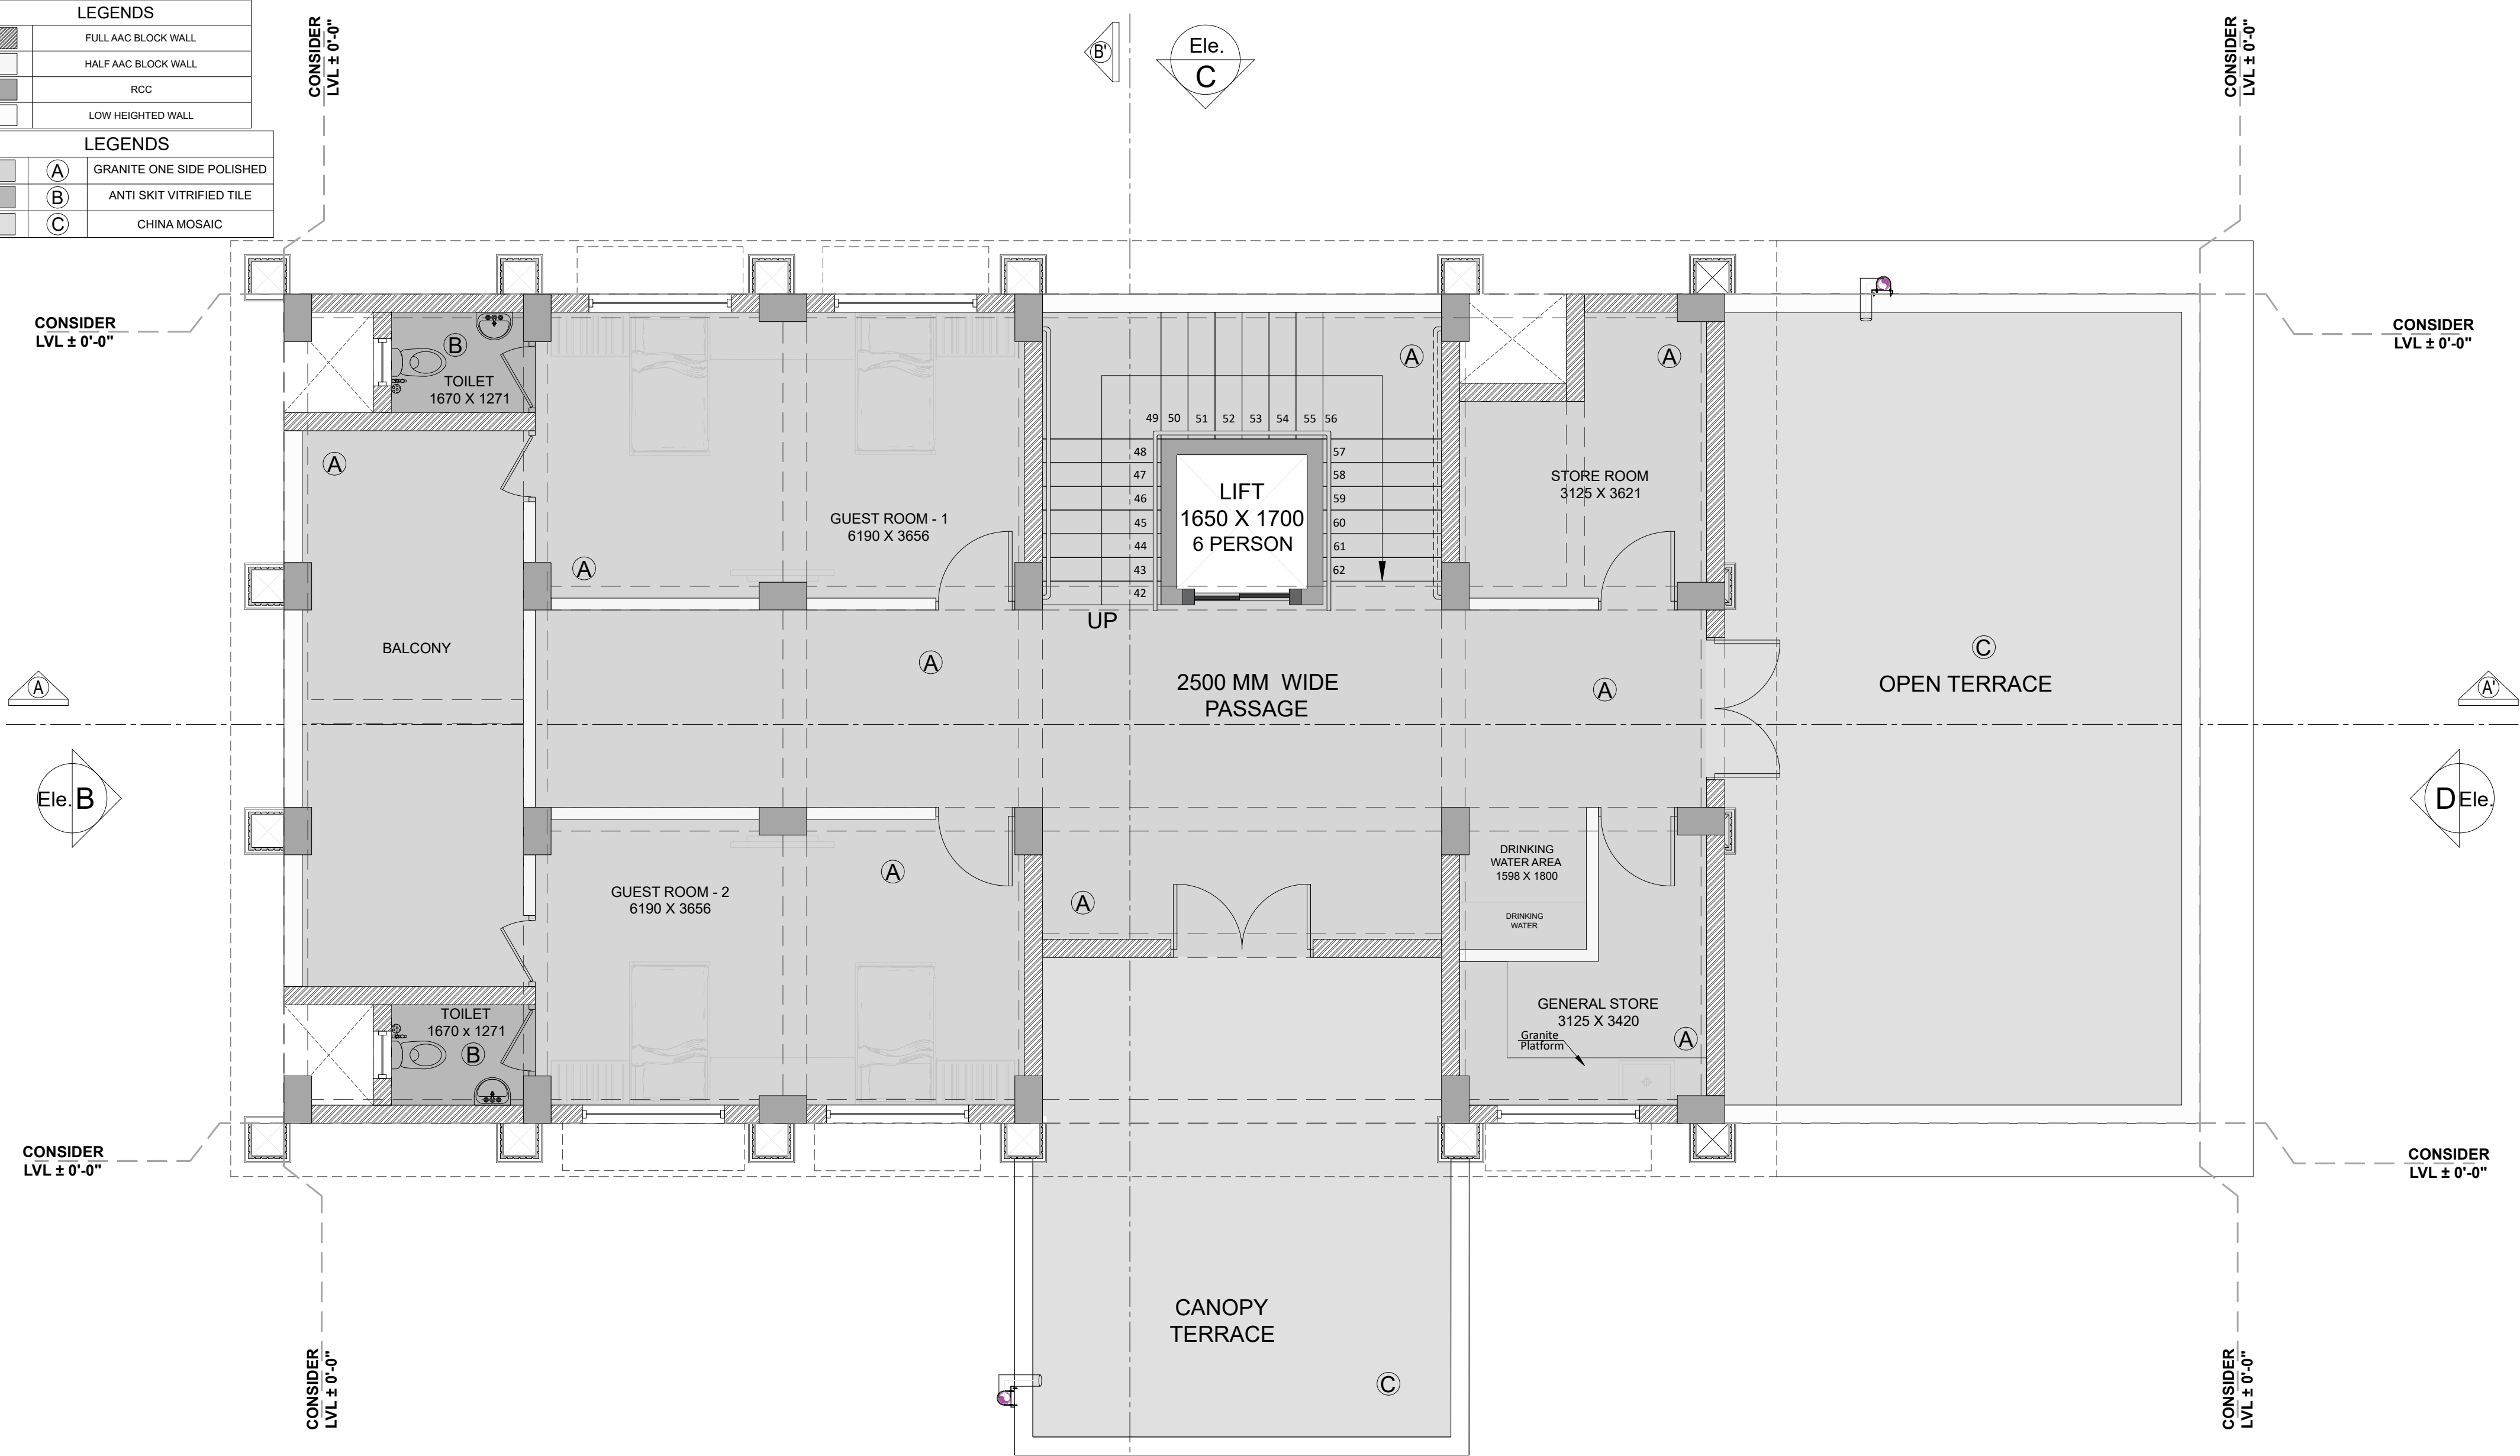 LEGENDS
FULL AAC BLOCK WALL
HALF AAC BLOCK WALL
RCC
LOW HEIGHTED WALL
LEGENDS
A GRANITE ONE SIDE POLISHED
B ANTI SKIT VITRIFIED TILE
C CHINA MOSAIC
CONSIDER
LVL ± 0'-0"
B'
Ele.
C
CONSIDER
LVL ± 0'-0"
CONSIDER
LVL ± 0'-0"
CONSIDER
LVL ± 0'-0"
B
TOILET
1670 X 1271
A
A
A
49 50 51 52 53 54 55 56
48
47
46
45
44
43
42
57
58
59
60
61
62
LIFT
1650 X 1700
6 PERSON
UP
A
STORE ROOM
3125 X 3621
GUEST ROOM - 1
6190 X 3656
A
BALCONY
A
2500 MM WIDE
PASSAGE
A
C
OPEN TERRACE
A
A'
Ele. B
D Ele.
GUEST ROOM - 2
6190 X 3656
A
A
DRINKING
WATER AREA
1598 X 1800
DRINKING
WATER
GENERAL STORE
3125 X 3420
Granite
Platform
A
TOILET
1670 x 1271
B
CONSIDER
LVL ± 0'-0"
CONSIDER
LVL ± 0'-0"
CANOPY
TERRACE
C
CONSIDER
LVL ± 0'-0"
CONSIDER
LVL ± 0'-0"